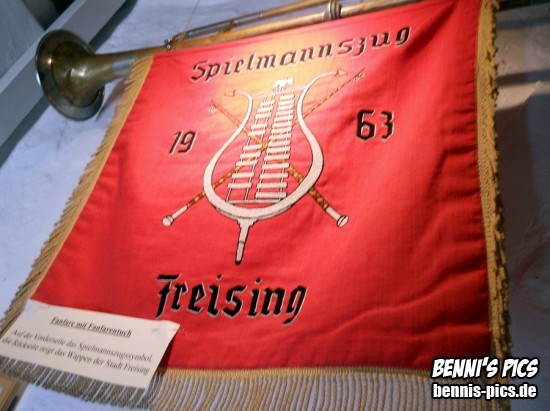 Spielmannszug
19 63
Freising
Fanfare mit Fanfarentuch
Auf der Vorderseite das Spielmannszugssymbol,
die Rückseite zeigt das Wappen der Stadt Freising
BENNI'S PICS
bennis-pics.de